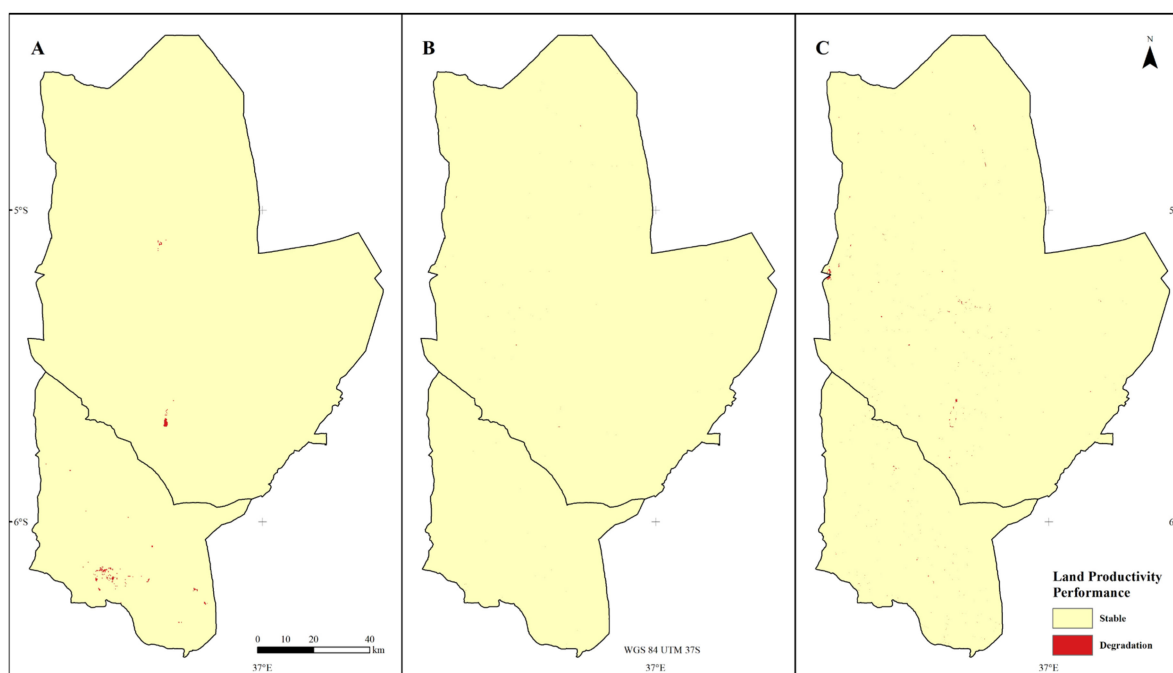 A
B
C
N
5°S
5
6°S
6
0 10 20 40
km
37°E
WGS 84 UTM 37S
37°E
37°E
Land Productivity
Performance
Stable
Degradation